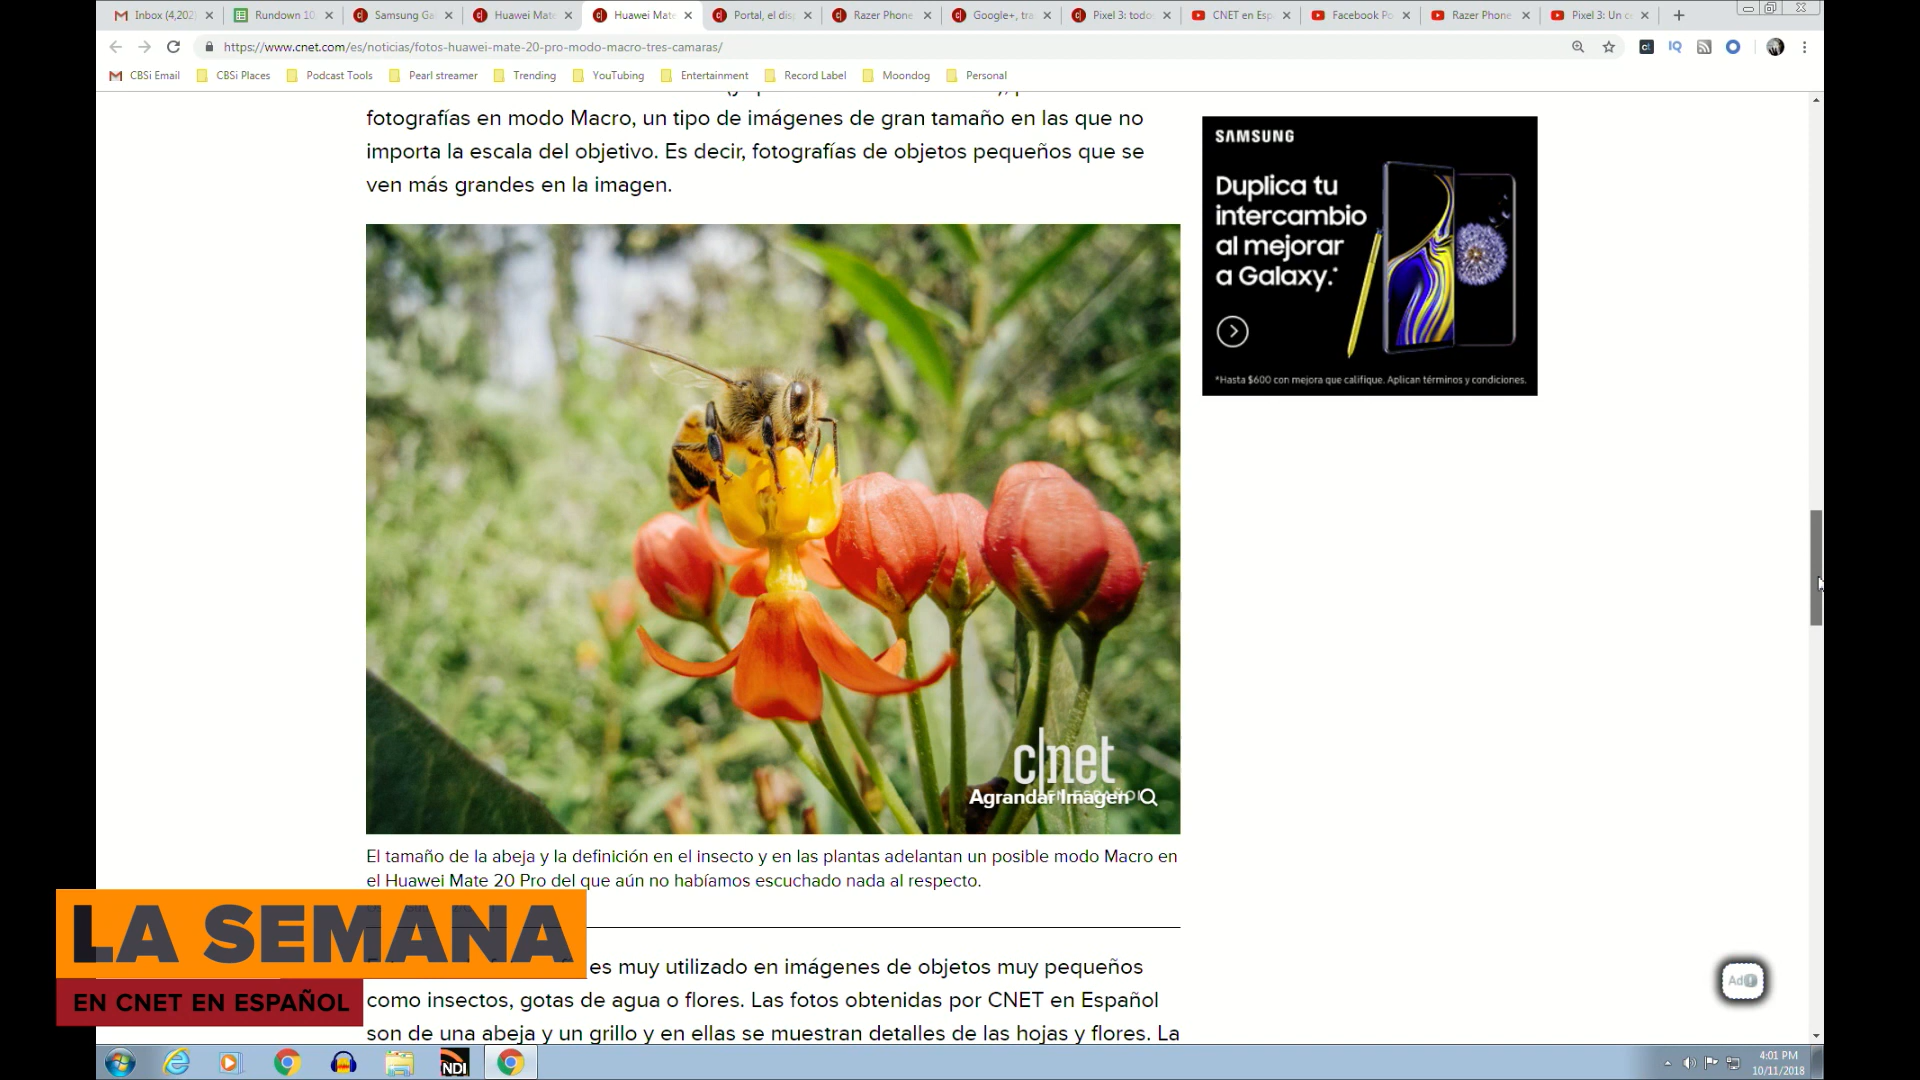 Inbox (4,202
Rundown 10
Samsung Ga
Huawei Mate
Huawei Mate
Portal, el disp
Razer Phone
Google+, tra
Pixel 3: todo
CNET en Esp
Facebook Po
Razer Phone
Pixel 3: Un ce
https://www.cnet.com/es/noticias/fotos-huawei-mate-20-pro-modo-macro-tres-camaras/
IQ
CBSi Email
CBSi Places
Podcast Tools
Pearl streamer
Trending
YouTubing
Entertainment
Record Label
Moondog
Personal
fotografías en modo Macro, un tipo de imágenes de gran tamaño en las que no
importa la escala del objetivo. Es decir, fotografías de objetos pequeños que se
ven más grandes en la imagen.
SAMSUNG
Duplica tu
intercambio
al mejorar
a Galaxy.*
*Hasta $600 con mejora que califique. Aplican términos y condiciones.
c|net
EN ESPAÑOL
Agrandar Imagen
El tamaño de la abeja y la definición en el insecto y en las plantas adelantan un posible modo Macro en
el Huawei Mate 20 Pro del que aún no habíamos escuchado nada al respecto.
LA SEMANA
EN CNET EN ESPAÑOL
es muy utilizado en imágenes de objetos muy pequeños
como insectos, gotas de agua o flores. Las fotos obtenidas por CNET en Español
son de una abeja y un grillo y en ellas se muestran detalles de las hojas y flores. La
Ad
NDI
4:01 PM
10/11/2018